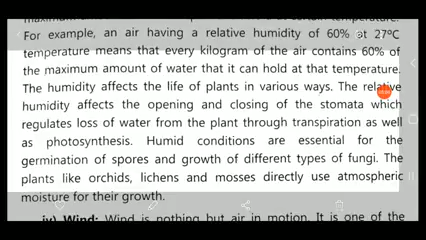 maximum
For example, an air having a relative humidity of 60% at 27ºC
temperature means that every kilogram of the air contains 60% of
the maximum amount of water that it can hold at that temperature.
The humidity affects the life of plants in various ways. The relative
humidity affects the opening and closing of the stomata which
regulates loss of water from the plant through transpiration as well
as photosynthesis. Humid conditions are essential for the
germination of spores and growth of different types of fungi. The
plants like orchids, lichens and mosses directly use atmospheric
moisture for their growth.
iv) Wind: Wind is nothing but air in motion. It is one of the